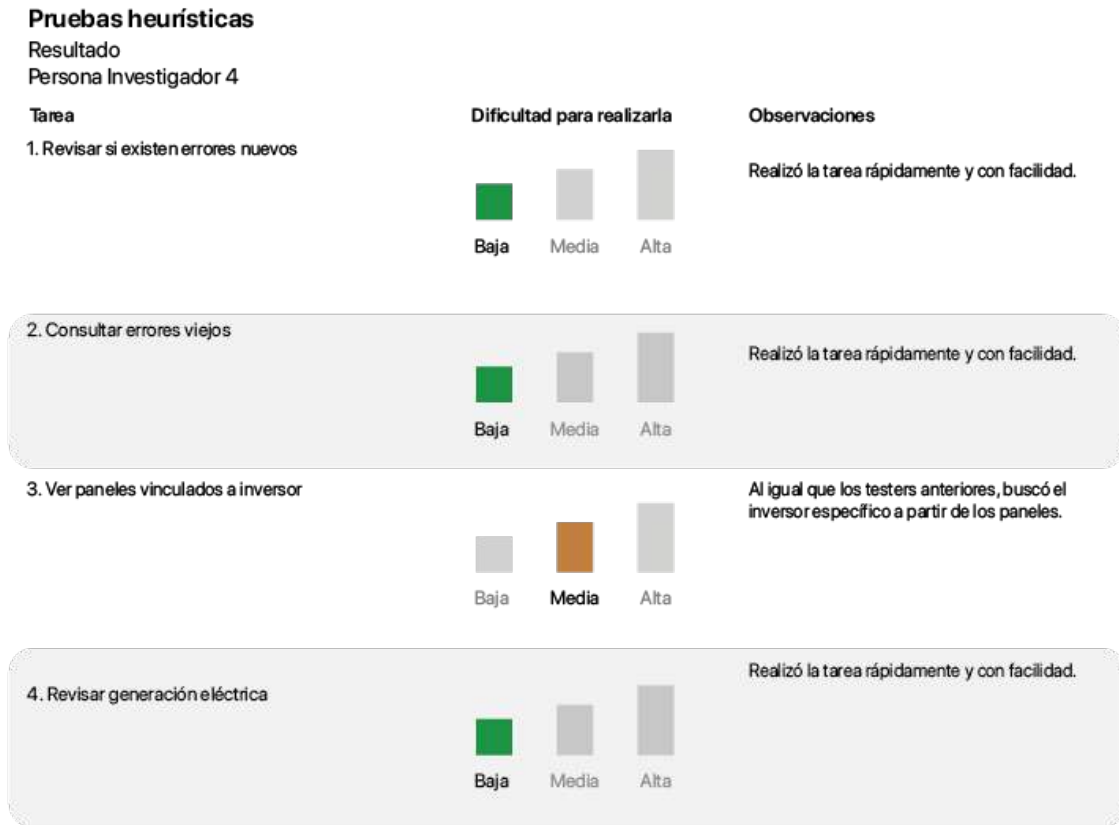 Pruebas heurísticas
Resultado
Persona Investigador 4
Tarea
Dificultad para realizarla
Observaciones
1. Revisar si existen errores nuevos
Realizó la tarea rápidamente y con facilidad.
Baja
Media
Alta
2. Consultar errores viejos
Realizó la tarea rápidamente y con facilidad.
Baja
Media
Alta
3. Ver paneles vinculados a inversor
Al igual que los testers anteriores, buscó el
inversor específico a partir de los paneles.
Baja
Media
Alta
4. Revisar generación eléctrica
Realizó la tarea rápidamente y con facilidad.
Baja
Media
Alta